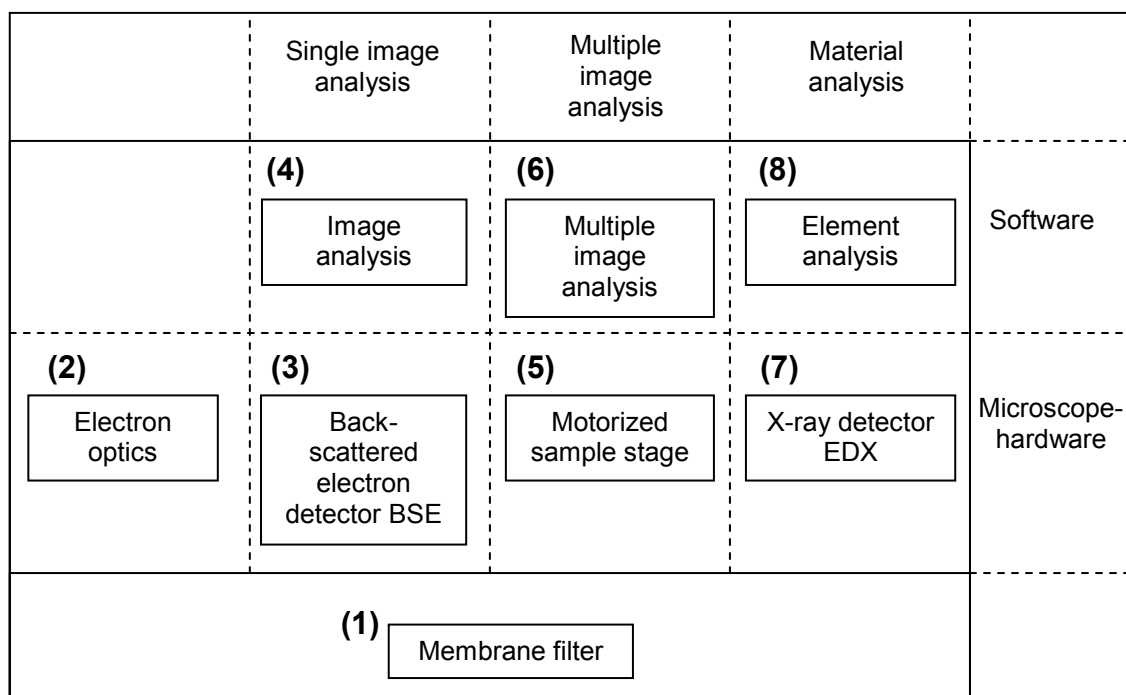 Single image
analysis
Multiple
image
analysis
Material
analysis
(4)
Image
analysis
(6)
Multiple
image
analysis
(8)
Element
analysis
Software
(2)
Electron
optics
(3)
Back-
scattered
electron
detector BSE
(5)
Motorized
sample stage
(7)
X-ray detector
EDX
Microscope-
hardware
(1)
Membrane filter